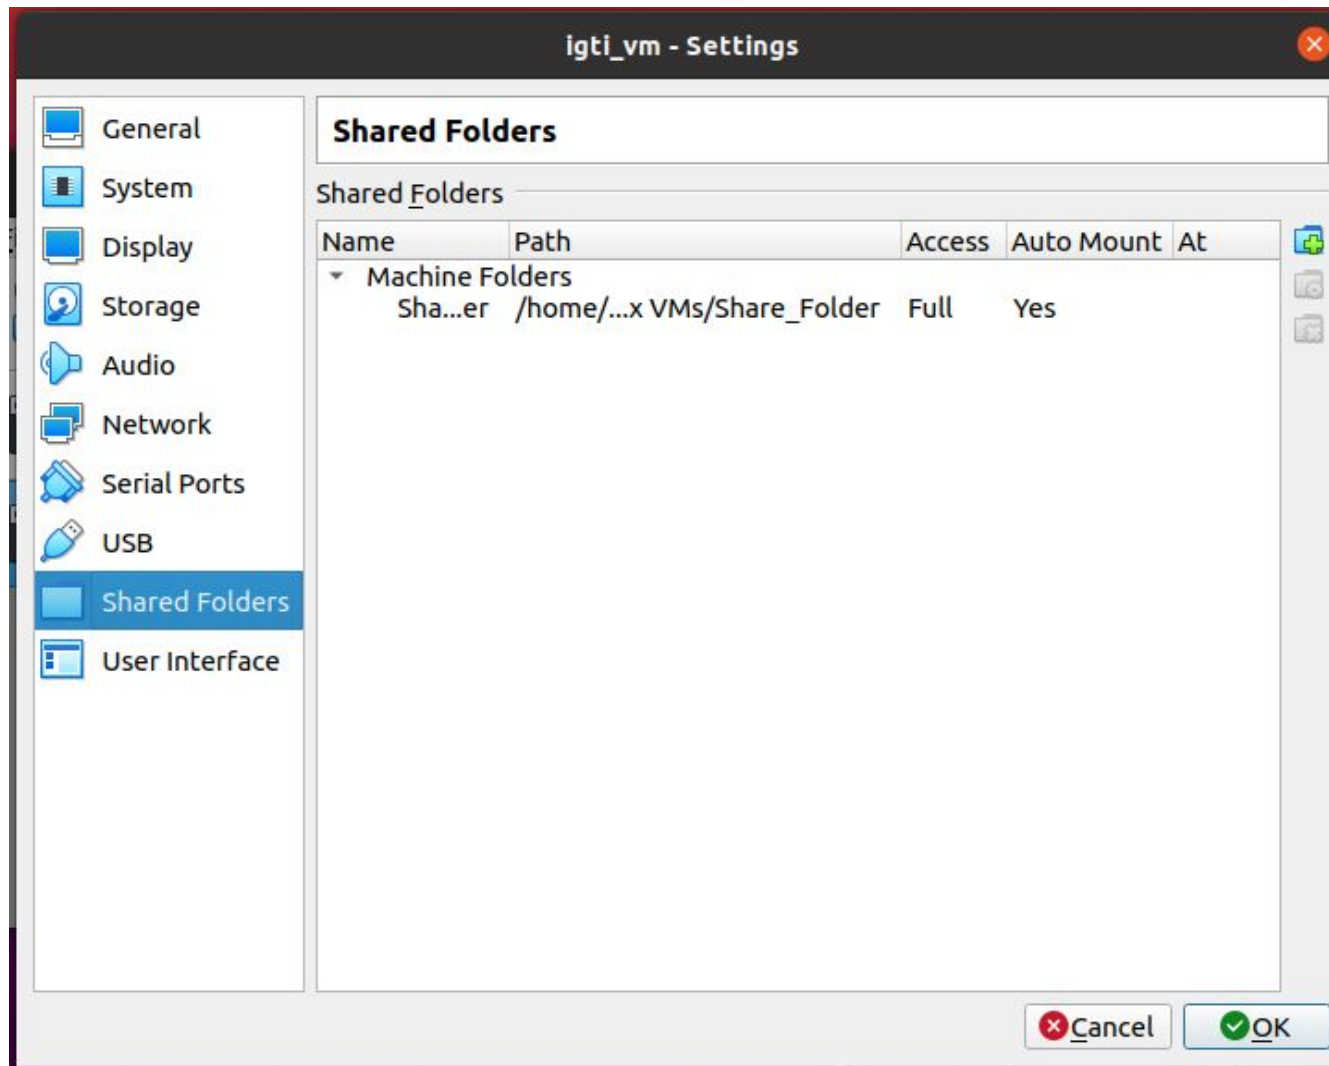 igti_vm - Settings
General
System
Display
Storage
Audio
Network
Serial Ports
USB
Shared Folders
User Interface
Shared Folders
Shared Folders
Name Path Access Auto Mount At
Machine Folders
Sha...er /home/...x VMs/Share_Folder Full Yes
Cancel OK